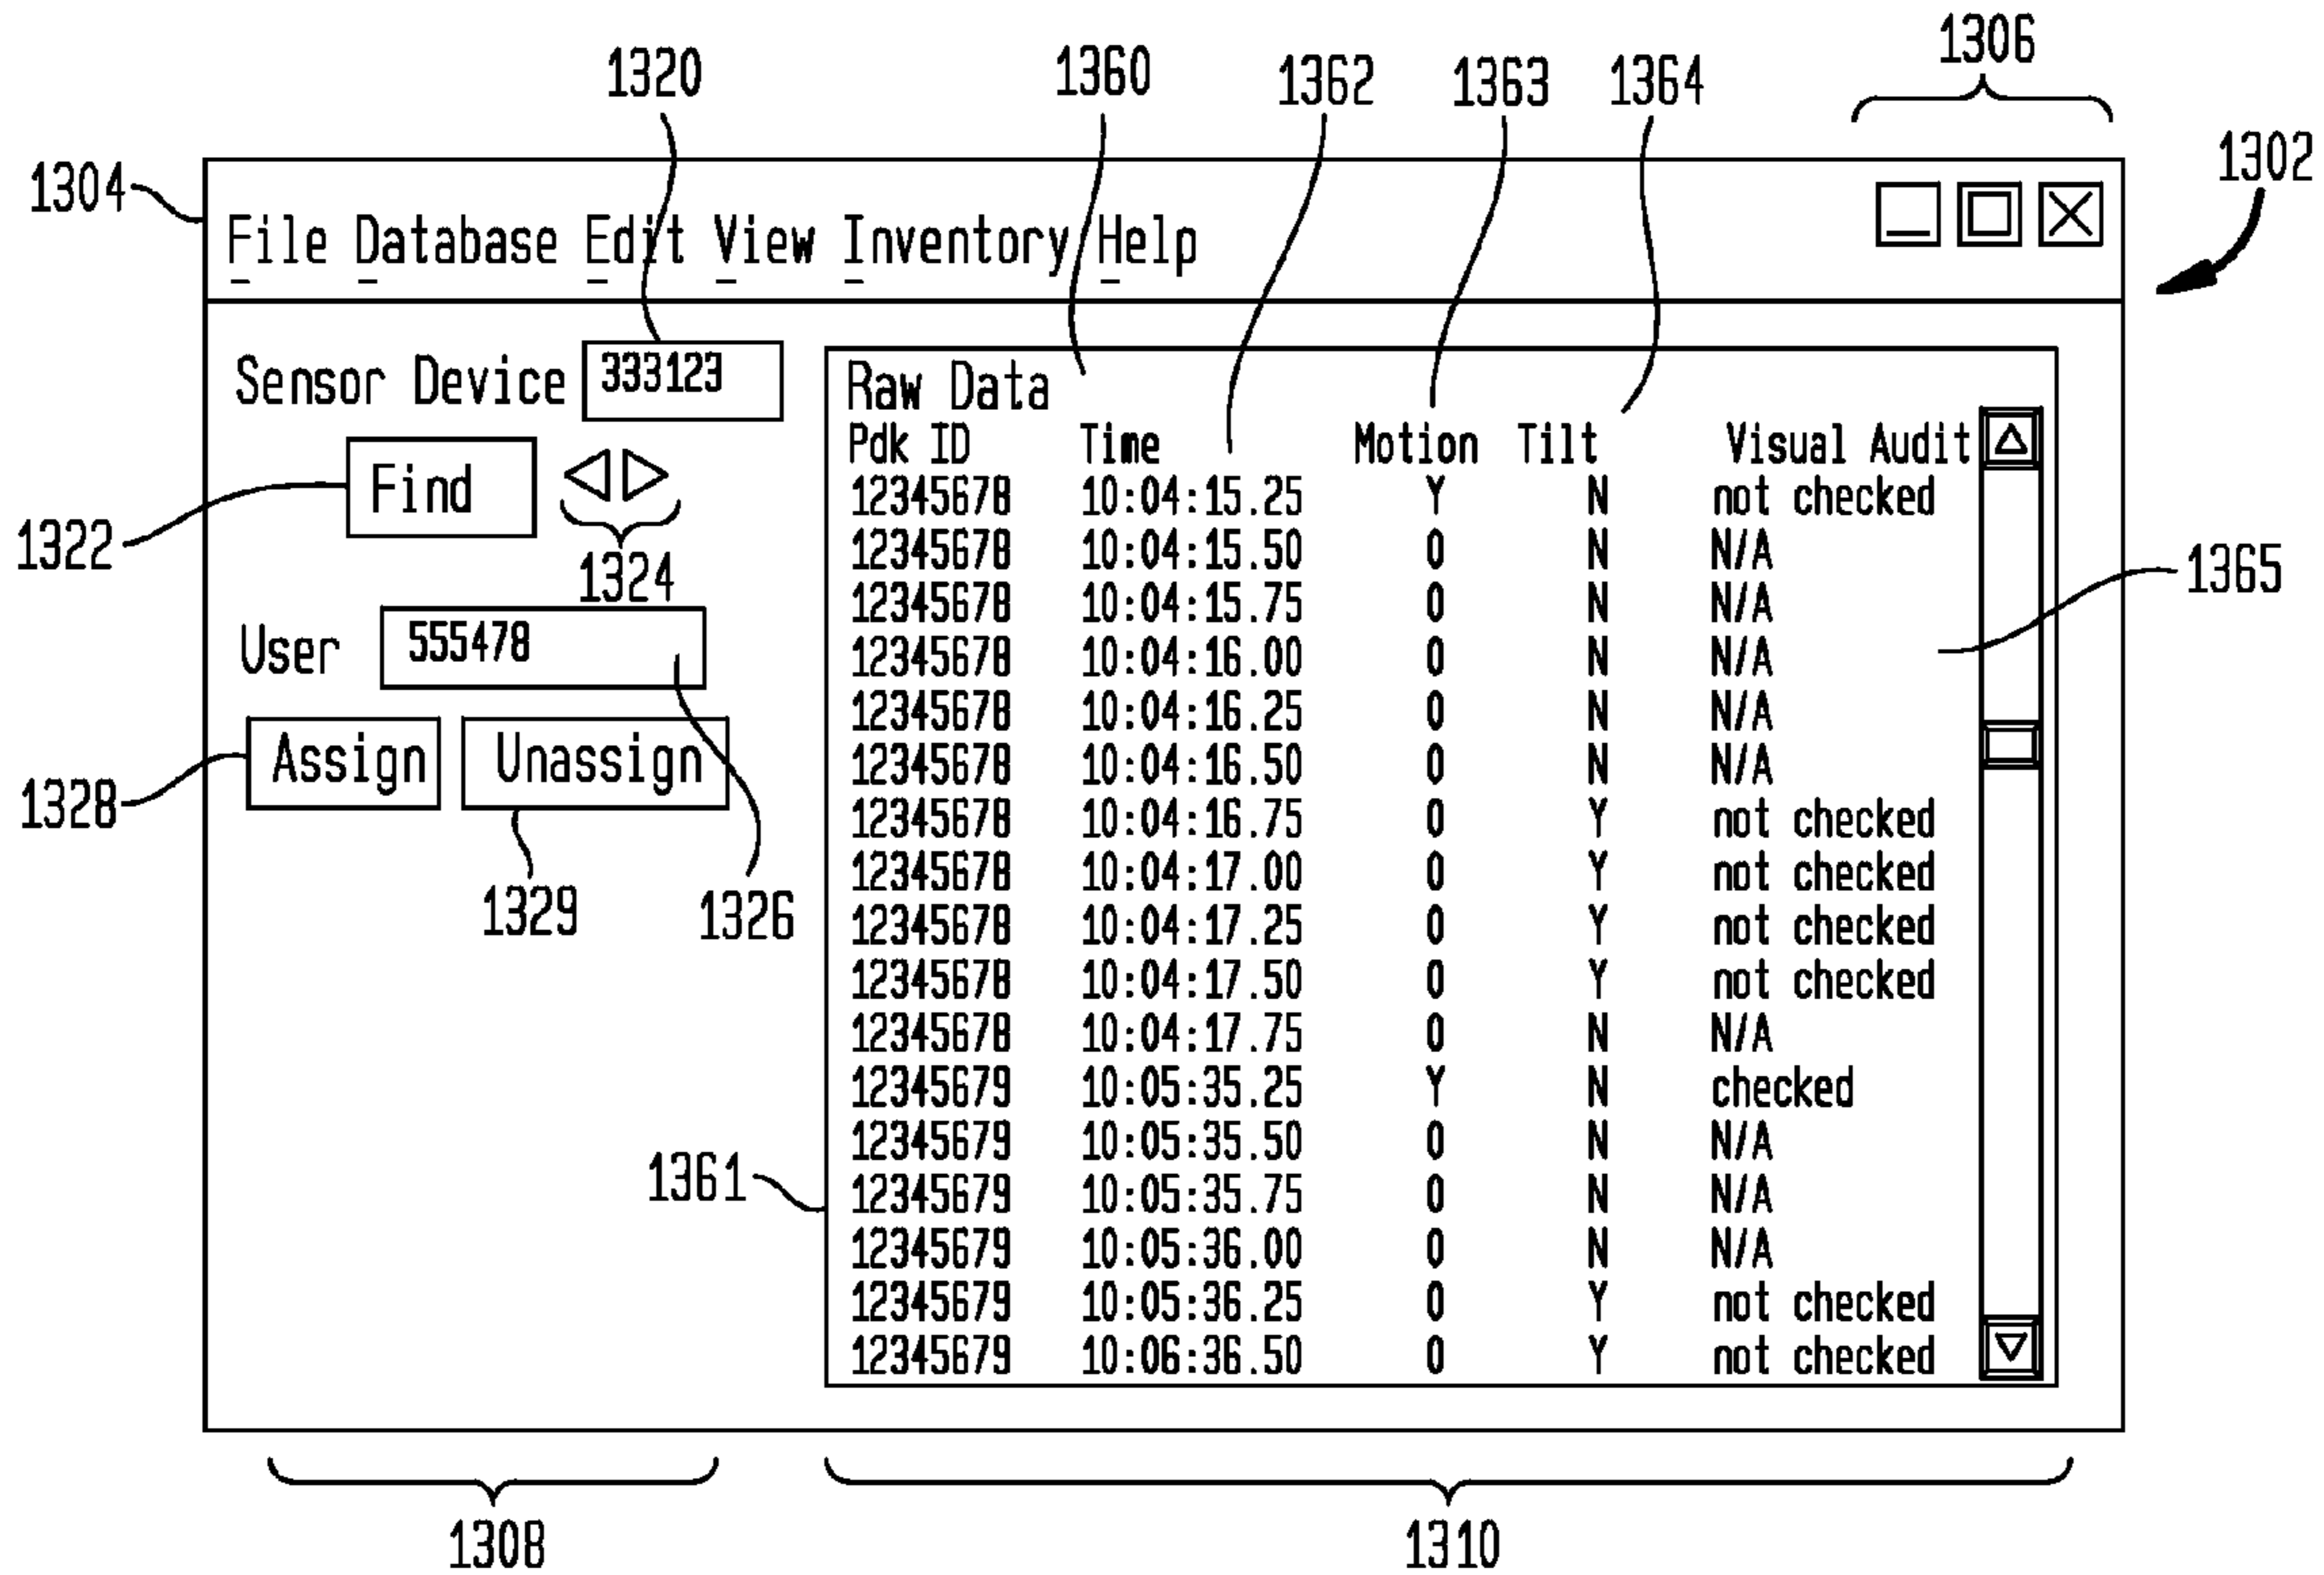 1306
1320 1360 1362 1363 1364
1302
1304
File Database Edit View Inventory Help
Sensor Device 333123
Find
1322
1324
User 555478
Assign Unassign
1328
1329
1326
Raw Data
Pdk ID Time Motion Tilt Visual Audit
12345678 10:04:15.25 Y N not checked
12345678 10:04:15.50 0 N N/A
12345678 10:04:15.75 0 N N/A
12345678 10:04:16.00 0 N N/A
12345678 10:04:16.25 0 N N/A
12345678 10:04:16.50 0 N N/A
12345678 10:04:16.75 0 Y not checked
12345678 10:04:17.00 0 Y not checked
12345678 10:04:17.25 0 Y not checked
12345678 10:04:17.50 0 Y not checked
12345678 10:04:17.75 0 N N/A
12345679 10:05:35.25 Y N checked
12345679 10:05:35.50 0 N N/A
12345679 10:05:35.75 0 N N/A
12345679 10:05:36.00 0 N N/A
12345679 10:05:36.25 0 Y not checked
12345679 10:06:36.50 0 Y not checked
1365
1361
1308
1310